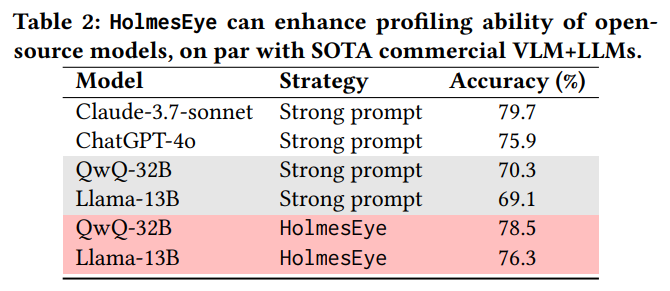 Table 2: HolmesEye can enhance profiling ability of open-
source models, on par with SOTA commercial VLM+LLMs.
Model Strategy Accuracy (%)
Claude-3.7-sonnet Strong prompt 79.7
ChatGPT-4o Strong prompt 75.9
QwQ-32B Strong prompt 70.3
Llama-13B Strong prompt 69.1
QwQ-32B HolmesEye 78.5
Llama-13B HolmesEye 76.3